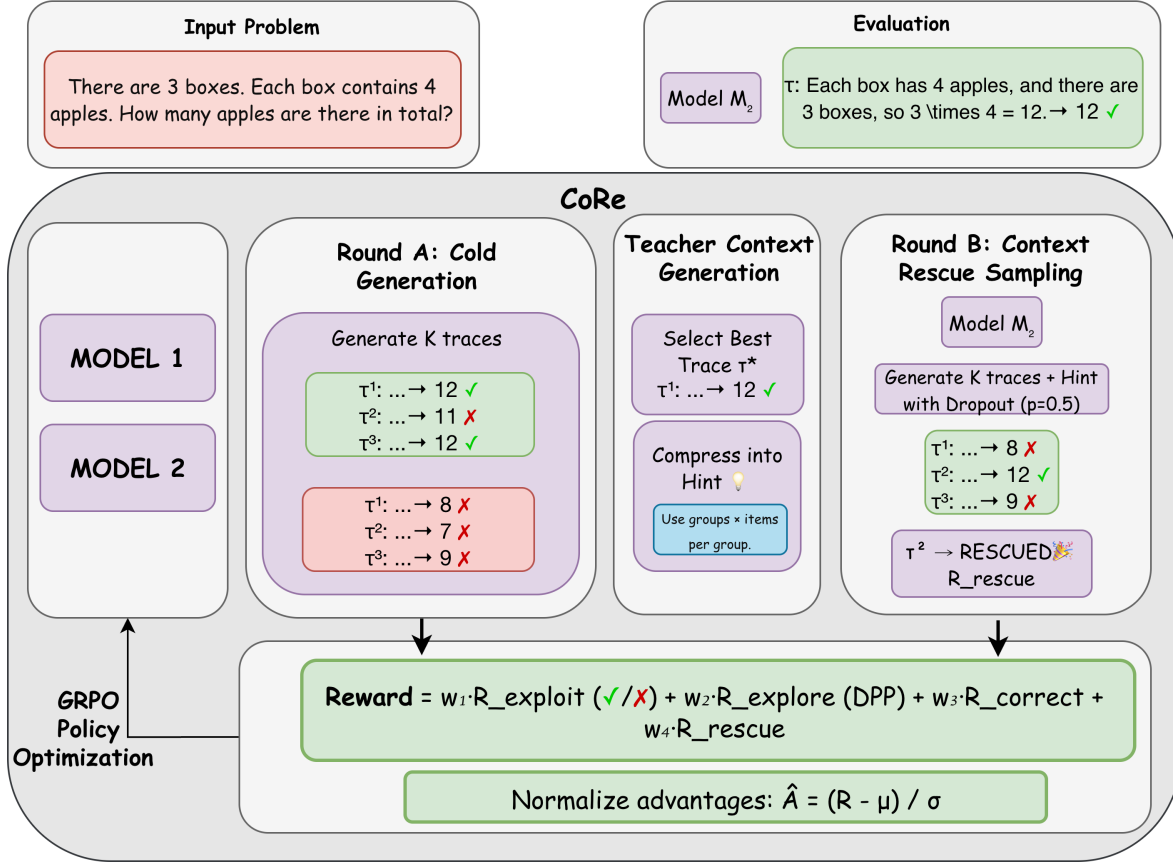 Input Problem
There are 3 boxes. Each box contains 4
apples. How many apples are there in total?
Evaluation
Model M₂
τ: Each box has 4 apples, and there are
3 boxes, so 3 \times 4 = 12.→ 12 ✓
CoRe
MODEL 1
MODEL 2
Round A: Cold
Generation
Generate K traces
τ¹: ...→ 12 ✓
τ²: ...→ 11 ✗
τ³: ...→ 12 ✓
τ¹: ...→ 8 ✗
τ²: ...→ 7 ✗
τ³: ...→ 9 ✗
Teacher Context
Generation
Select Best
Trace τ*
τ¹: ...→ 12 ✓
Compress into
Hint 💡
Use groups × items
per group.
Round B: Context
Rescue Sampling
Model M₂
Generate K traces + Hint
with Dropout (p=0.5)
τ¹: ...→ 8 ✗
τ²: ...→ 12 ✓
τ³: ...→ 9 ✗
τ² → RESCUED🎉
R_rescue
GRPO
Policy
Optimization
Reward = w₁·R_exploit (✓/✗) + w₂·R_explore (DPP) + w₃·R_correct +
w₄·R_rescue
Normalize advantages: Â = (R - μ) / σ